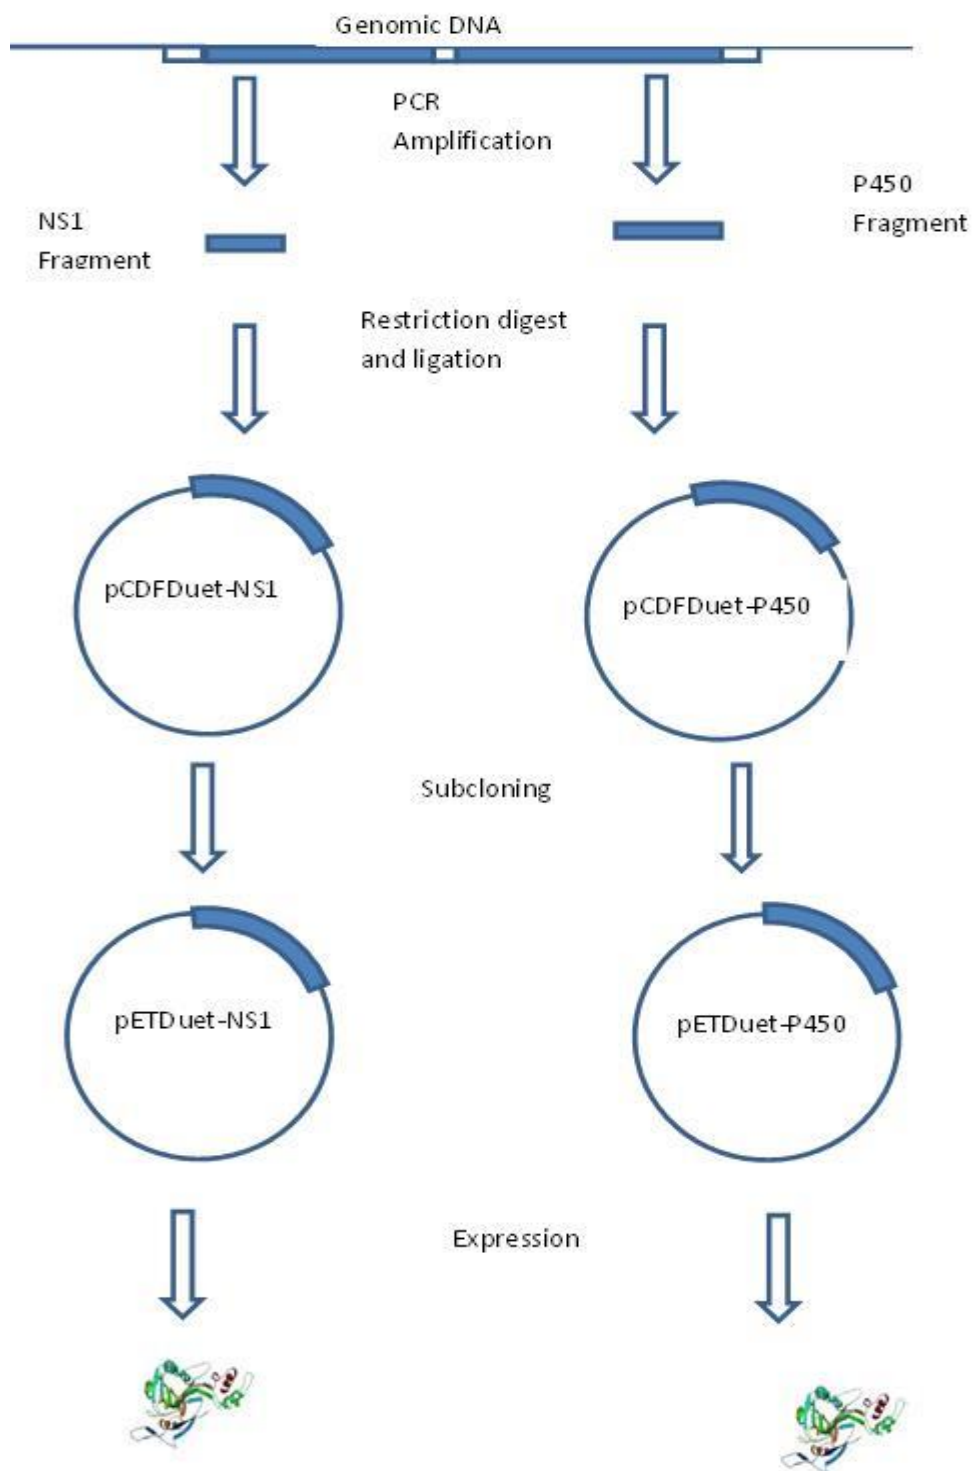 Genomic DNA
PCR
Amplification
P450
Fragment
NS1
Fragment
Restriction digest
and ligation
pCDFDuet-NS1
pCDFDuet-P450
Subcloning
pETDuet-NS1
pETDuet-P450
Expression